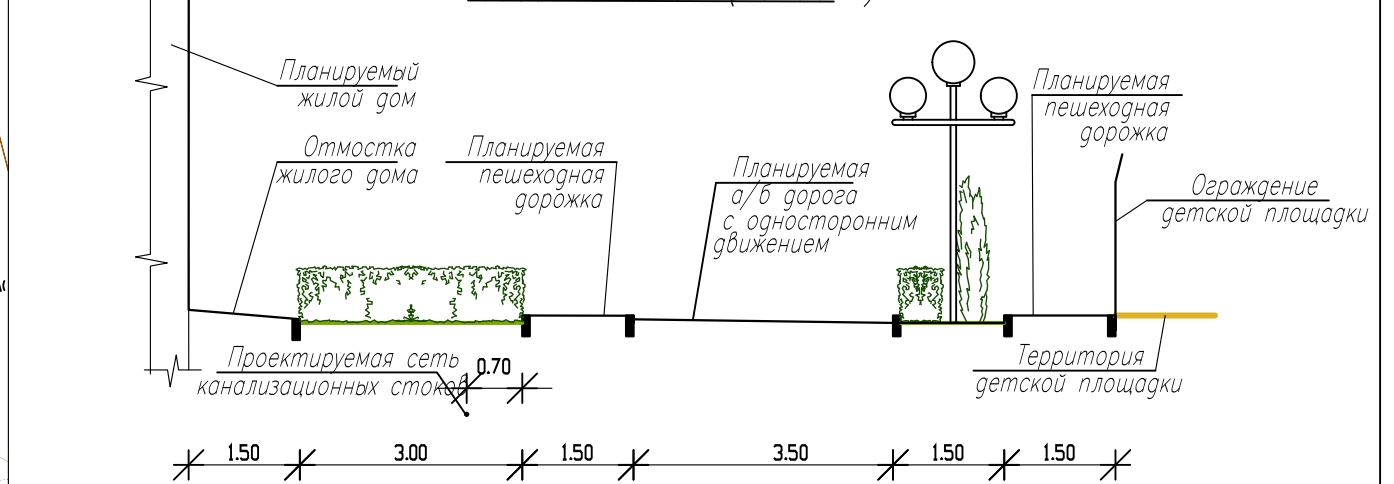 Планируемый
жилой дом
Отмостка
жилого дома
Планируемая
пешеходная
дорожка
Планируемая
а/б дорога
с односторонним
движением
Планируемая
пешеходная
дорожка
Ограждение
детской площадки
Проектируемая сеть
канализационных стоков
0.70
Территория
детской площадки
1.50 3.00 1.50 3.50 1.50 1.50